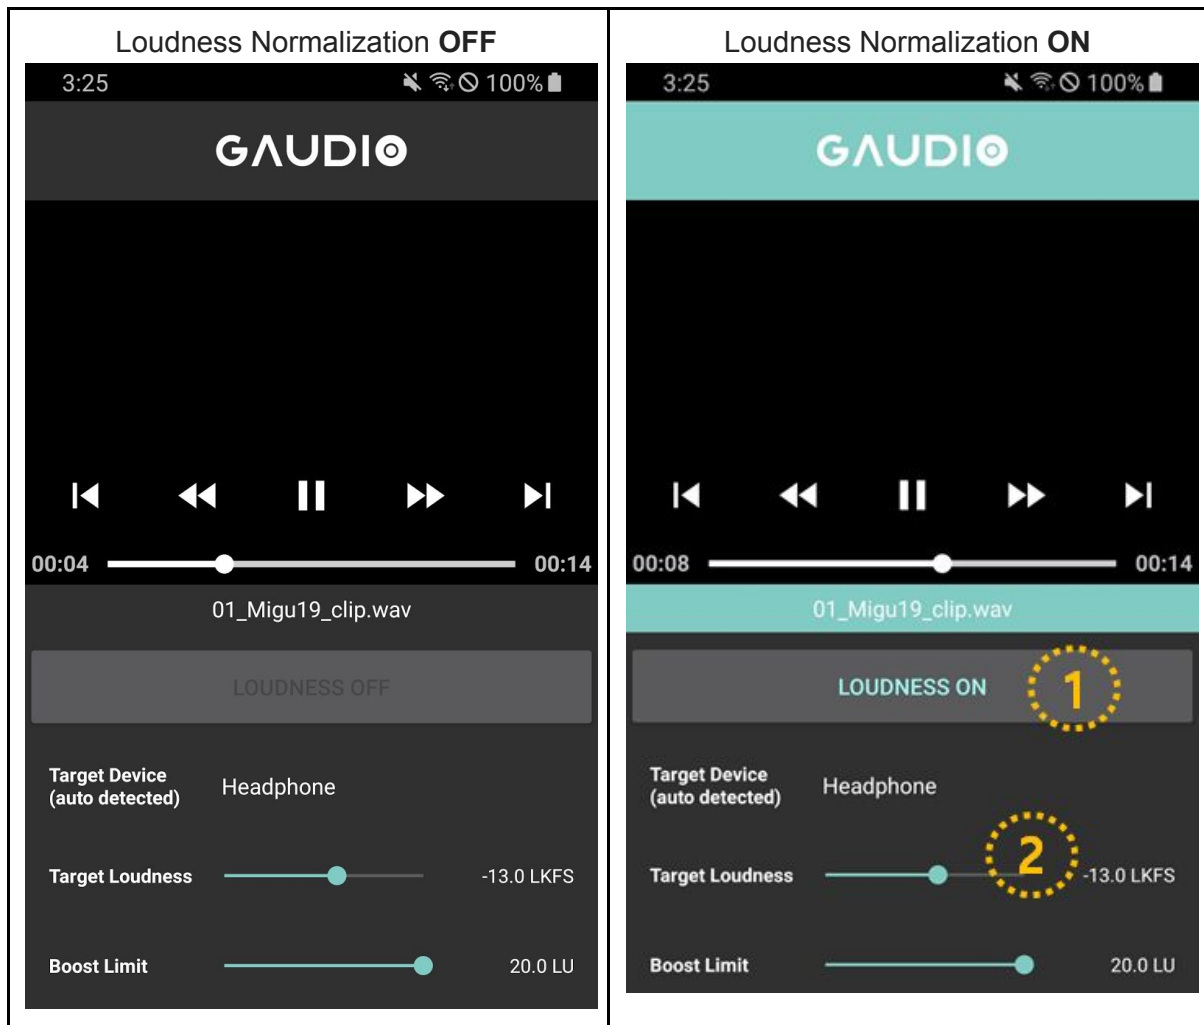 Loudness Normalization OFF
3:25 100%
GAUDIO
00:04 00:14
01_Migu19_clip.wav
LOUDNESS OFF
Target Device
(auto detected) Headphone
Target Loudness -13.0 LKFS
Boost Limit 20.0 LU
Loudness Normalization ON
3:25 100%
GAUDIO
00:08 00:14
01_Migu19_clip.wav
LOUDNESS ON 1
Target Device
(auto detected) Headphone
Target Loudness 2 -13.0 LKFS
Boost Limit 20.0 LU